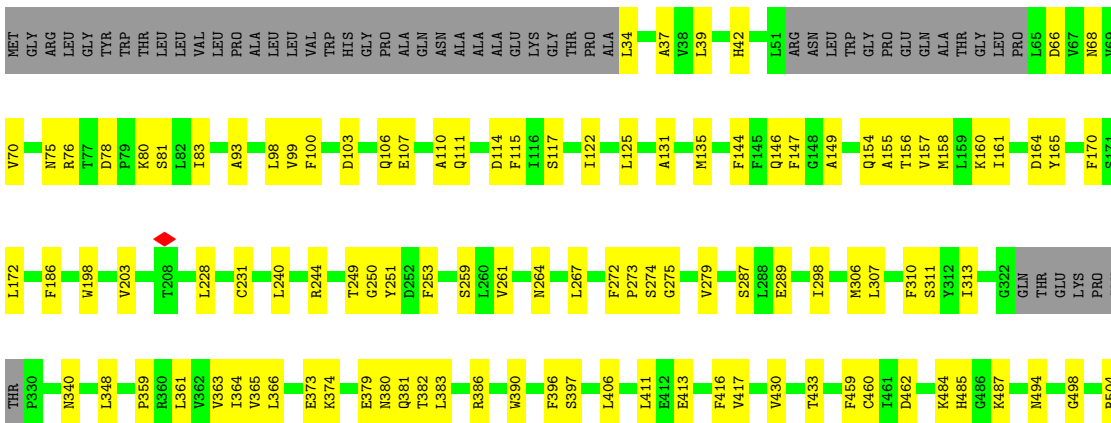 MET GLY ARG LEU GLY TYR TRP THR LEU LEU VAL LEU PRO ALA LEU LEU VAL TRP HIS GLY PRO ALA GLN ASN ALA ALA ALA GLU LYS GLY THR PRO ALA L34 A37 V38 L39 H42 L51 ARG ASN LEU TRP GLY PRO GLU GLN ALA THR GLY LEU PRO L65 D66 V67 N68 V69
V70 N75 R76 T77 D78 P79 K80 S81 L82 I83 A93 L98 V99 F100 D103 Q106 E107 A110 Q111 D114 F115 I116 S117 I122 L125 A131 M135 F144 F145 Q146 F147 G148 A149 Q154 A155 T156 V157 M158 L159 K160 I161 D164 Y165 F170 S171
L172 F186 W198 V203 T208 L228 C231 L240 R244 T249 G250 Y251 D252 F253 S259 L260 V261 N264 L267 F272 P273 S274 G275 V279 S287 L288 E289 I298 M306 L307 F310 S311 Y312 I313 G322 GLN THR GLU LYS PRO
THR P330 N340 L348 P359 R360 L361 V362 V363 I364 V365 L366 E373 K374 E379 N380 Q381 T382 L383 R386 W390 F396 S397 L406 L411 E412 E413 F416 V417 V430 T433 F459 C460 I461 D462 K484 H485 G486 K487 N494 G498